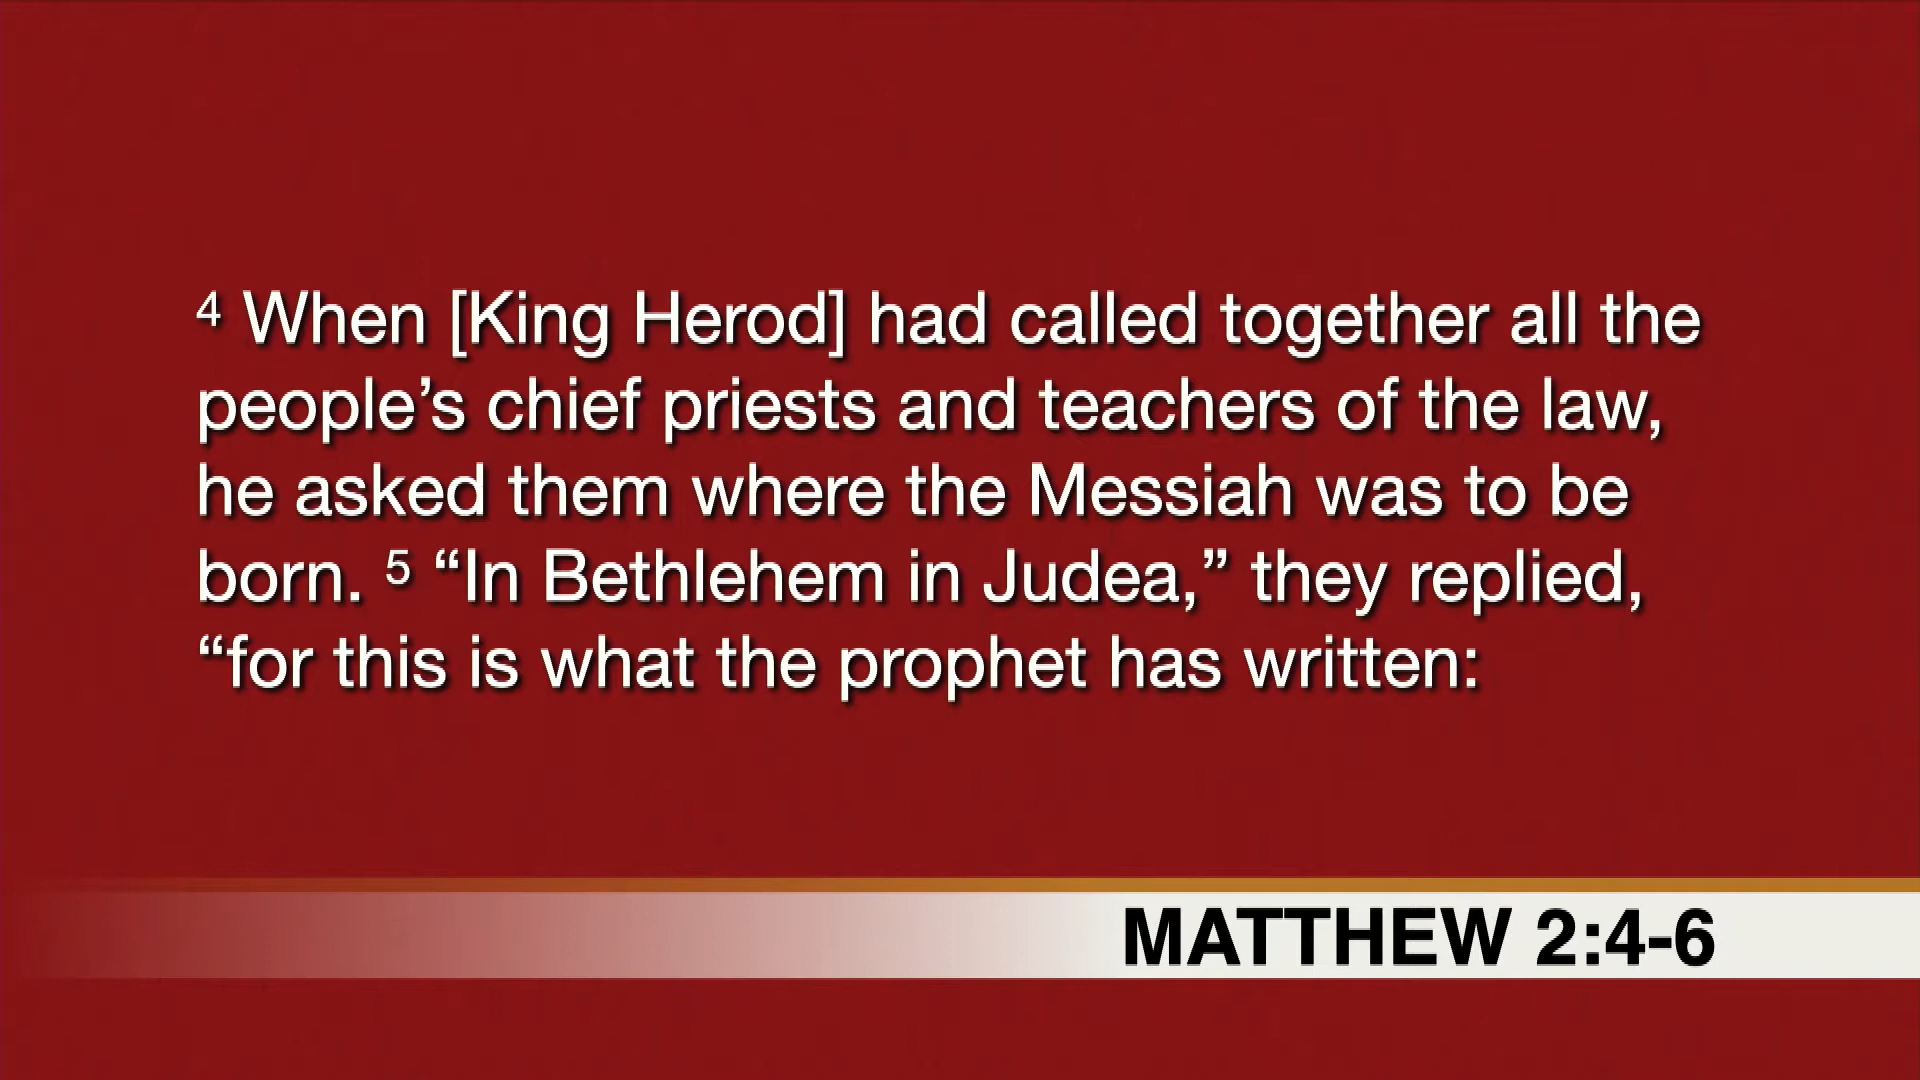 4 When [King Herod] had called together all the
people’s chief priests and teachers of the law,
he asked them where the Messiah was to be
born. 5 “In Bethlehem in Judea,” they replied,
“for this is what the prophet has written:
MATTHEW 2:4-6